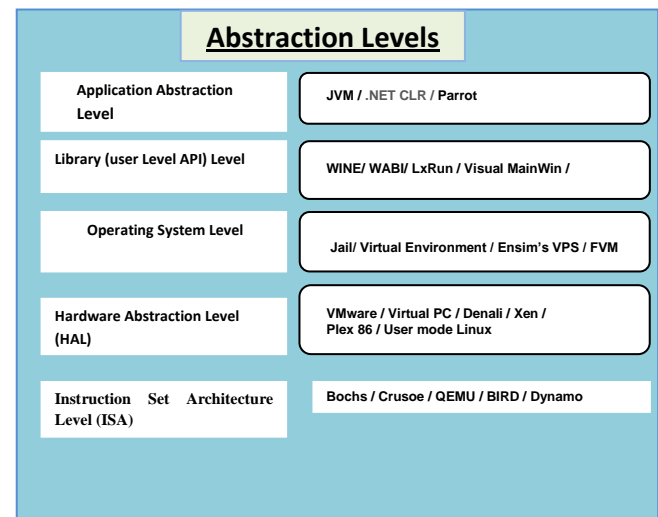 Abstraction Levels
Application Abstraction
Level
JVM / .NET CLR / Parrot
Library (user Level API) Level
WINE/ WABI/ LxRun / Visual MainWin /
Operating System Level
Jail/ Virtual Environment / Ensim's VPS / FVM
Hardware Abstraction Level
(HAL)
VMware / Virtual PC / Denali / Xen /
Plex 86 / User mode Linux
Instruction Set Architecture
Level (ISA)
Bochs / Crusoe / QEMU / BIRD / Dynamo